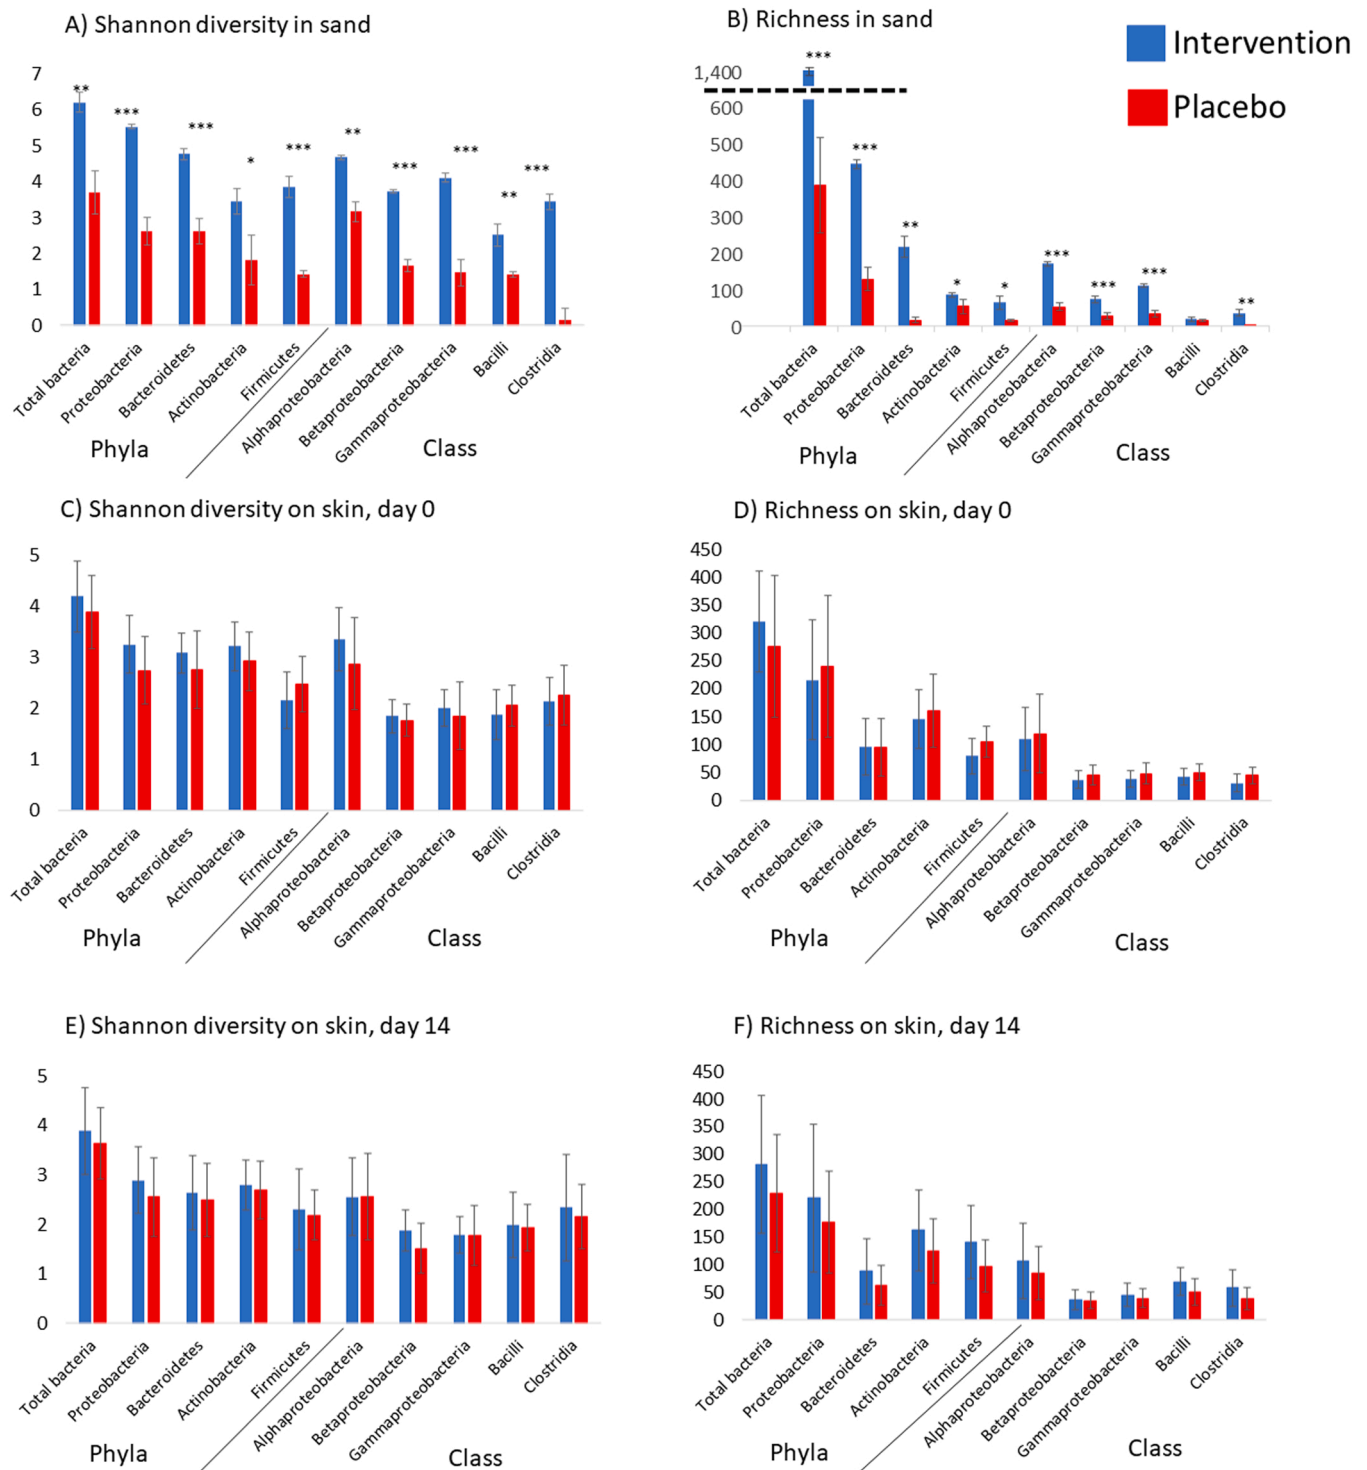 A) Shannon diversity in sand
7
6
5
4
3
2
1
0
** *** *** * *** ** *** *** ** ***
Total bacteria
Proteobacteria
Bacteroidetes
Actinobacteria
Firmicutes
Alphaproteobacteria
Betaproteobacteria
Gammaproteobacteria
Bacilli
Clostridia
Phyla
Class
B) Richness in sand
1,400
600
500
400
300
200
100
0
*** *** ** * * *** *** *** **
Total bacteria
Proteobacteria
Bacteroidetes
Actinobacteria
Firmicutes
Alphaproteobacteria
Betaproteobacteria
Gammaproteobacteria
Bacilli
Clostridia
Phyla
Class
Intervention
Placebo
C) Shannon diversity on skin, day 0
5
4
3
2
1
0
Total bacteria
Proteobacteria
Bacteroidetes
Actinobacteria
Firmicutes
Alphaproteobacteria
Betaproteobacteria
Gammaproteobacteria
Bacilli
Clostridia
Phyla
Class
D) Richness on skin, day 0
450
400
350
300
250
200
150
100
50
0
Total bacteria
Proteobacteria
Bacteroidetes
Actinobacteria
Firmicutes
Alphaproteobacteria
Betaproteobacteria
Gammaproteobacteria
Bacilli
Clostridia
Phyla
Class
E) Shannon diversity on skin, day 14
5
4
3
2
1
0
Total bacteria
Proteobacteria
Bacteroidetes
Actinobacteria
Firmicutes
Alphaproteobacteria
Betaproteobacteria
Gammaproteobacteria
Bacilli
Clostridia
Phyla
Class
F) Richness on skin, day 14
450
400
350
300
250
200
150
100
50
0
Total bacteria
Proteobacteria
Bacteroidetes
Actinobacteria
Firmicutes
Alphaproteobacteria
Betaproteobacteria
Gammaproteobacteria
Bacilli
Clostridia
Phyla
Class